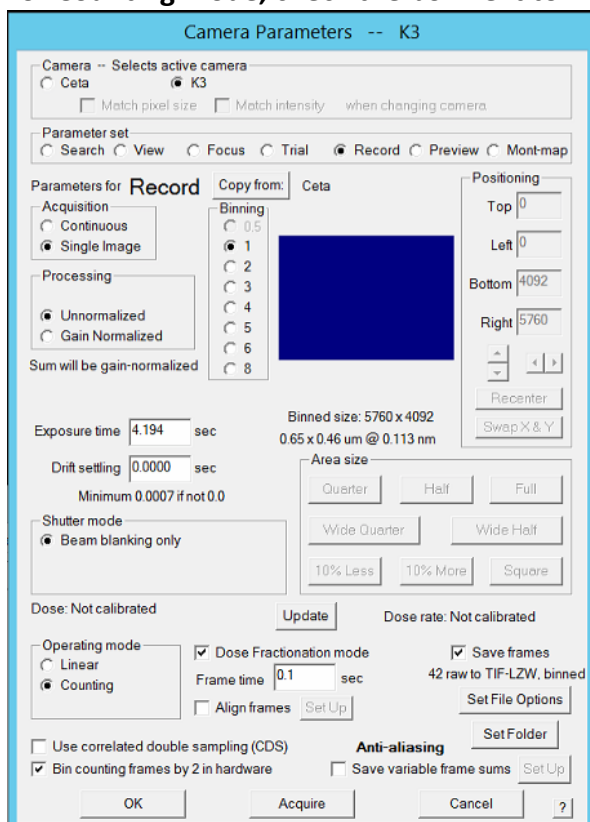 Camera Parameters -- K3
Camera -- Selects active camera
Ceta K3
Match pixel size Match intensity when changing camera
Parameter set
Search View Focus Trial Record Preview Mont-map
Parameters for Record Copy from: Ceta
Acquisition
Continuous
Single Image
Processing
Unnormalized
Gain Normalized
Sum will be gain-normalized
Binning
0.5
1
2
3
4
5
6
8
Positioning
Top 0
Left 0
Bottom 4092
Right 5760
Recenter
Swap X & Y
Binned size: 5760 x 4092
0.65 x 0.46 um @ 0.113 nm
Exposure time 4.194 sec
Drift settling 0.0000 sec
Minimum 0.0007 if not 0.0
Shutter mode
Beam blanking only
Area size
Quarter Half Full
Wide Quarter Wide Half
10% Less 10% More Square
Dose: Not calibrated Update Dose rate: Not calibrated
Operating mode
Linear
Counting
Dose Fractionation mode
Frame time 0.1 sec
Align frames Set Up
Save frames
42 raw to TIF-LZW, binned
Set File Options
Set Folder
Use correlated double sampling (CDS) Anti-aliasing
Bin counting frames by 2 in hardware Save variable frame sums Set Up
OK Acquire Cancel ?